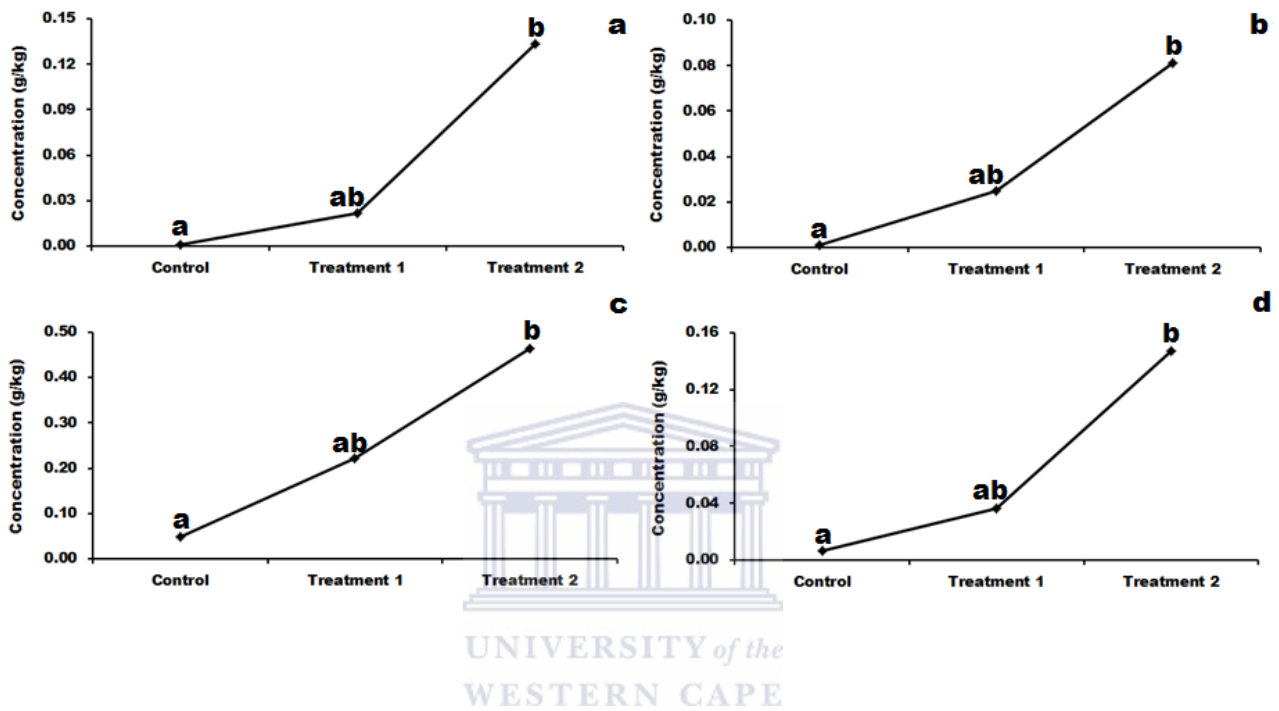 a
Concentration (g/kg)
0.15
0.12
0.09
0.06
0.03
0.00
a
ab
b
Control Treatment 1 Treatment 2
b
Concentration (g/kg)
0.10
0.08
0.06
0.04
0.02
0.00
a
ab
b
Control Treatment 1 Treatment 2
c
Concentration (g/kg)
0.50
0.40
0.30
0.20
0.10
0.00
a
ab
b
Control Treatment 1 Treatment 2
d
Concentration (g/kg)
0.16
0.12
0.08
0.04
0.00
a
ab
b
Control Treatment 1 Treatment 2
UNIVERSITY of the
WESTERN CAPE